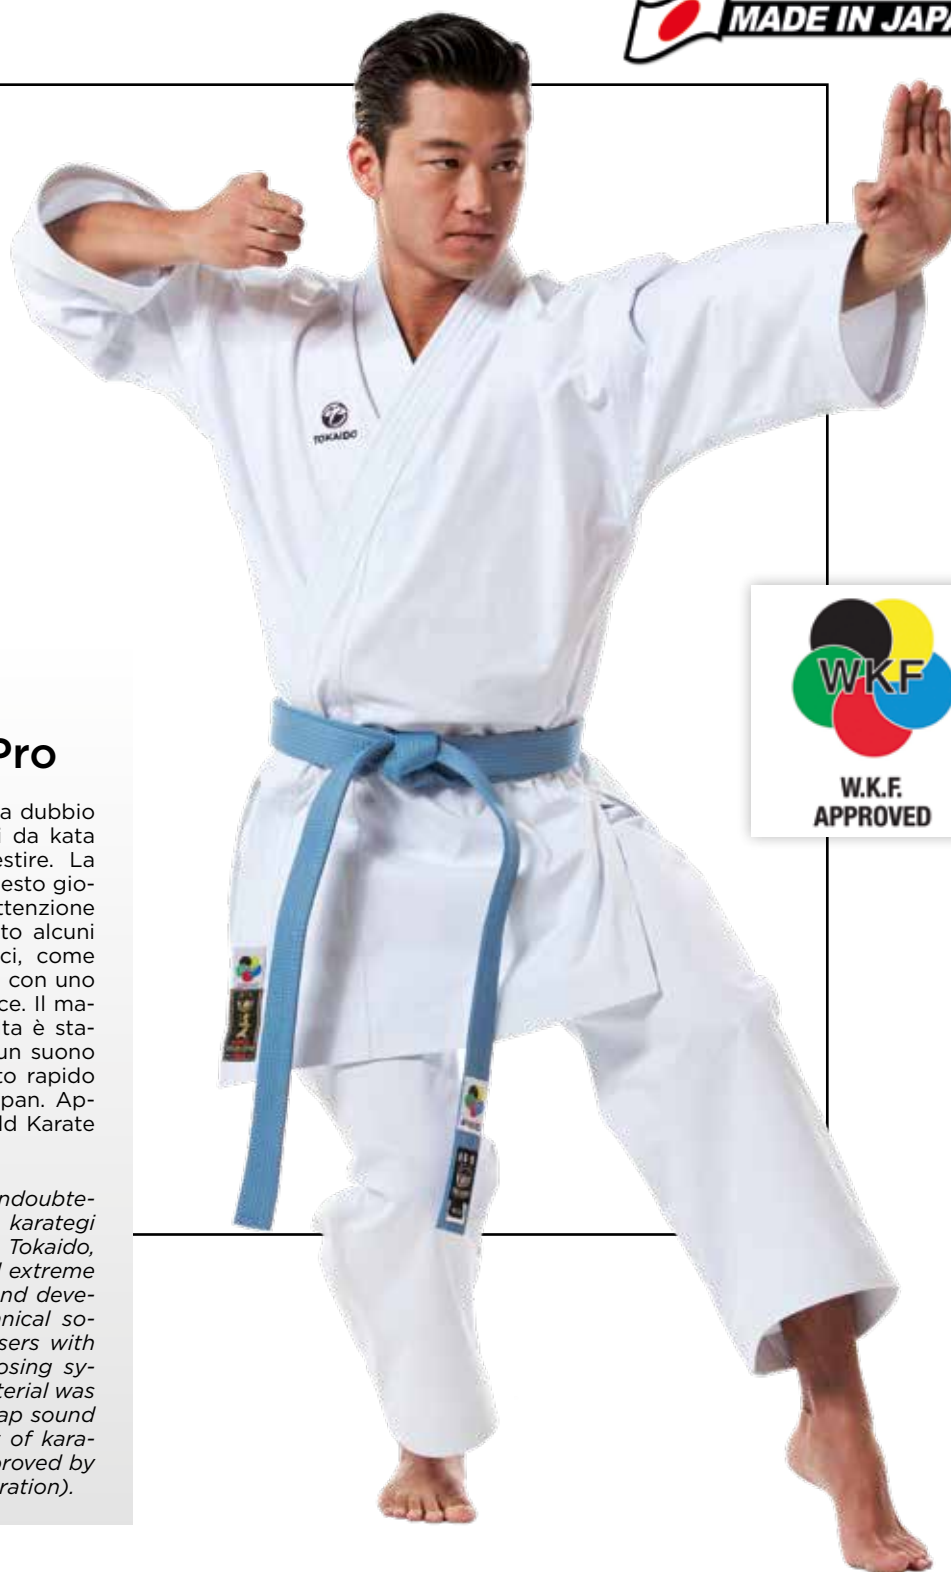 MADE IN JAPA
TOKAIDO
WKF
W.K.F.
APPROVED
Pro
a dubbio
i da kata
estire. La
esto gio-
ttenzione
to alcuni
ci, come
con uno
ce. Il ma-
ta è sta-
un suono
to rapido
pan. Ap-
ld Karate
ndoubte-
karategi
Tokaido,
d extreme
nd deve-
nical so-
sers with
osing sy-
terial was
ap sound
t of kara-
proved by
ration).